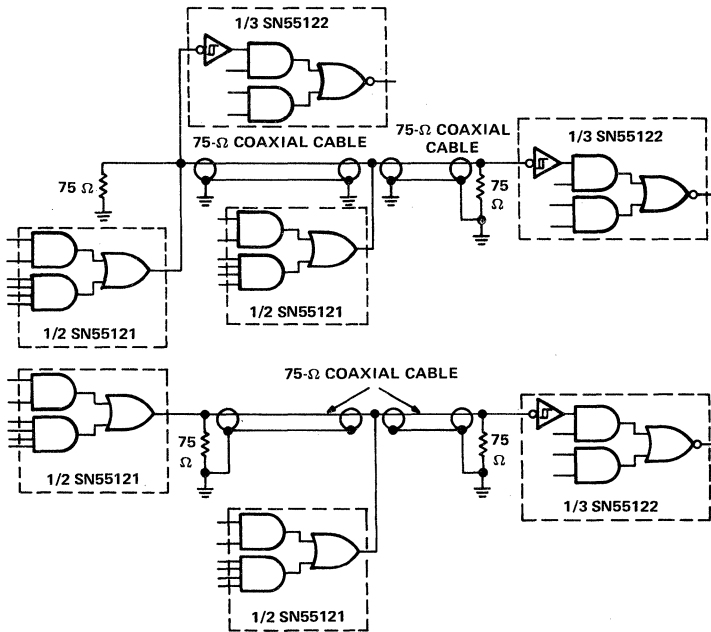 1/3 SN55122
75-Ω COAXIAL CABLE
75-Ω COAXIAL
CABLE
1/3 SN55122
75 Ω
75
Ω
1/2 SN55121
1/2 SN55121
75-Ω COAXIAL CABLE
75
Ω
75
Ω
1/2 SN55121
1/3 SN55122
1/2 SN55121